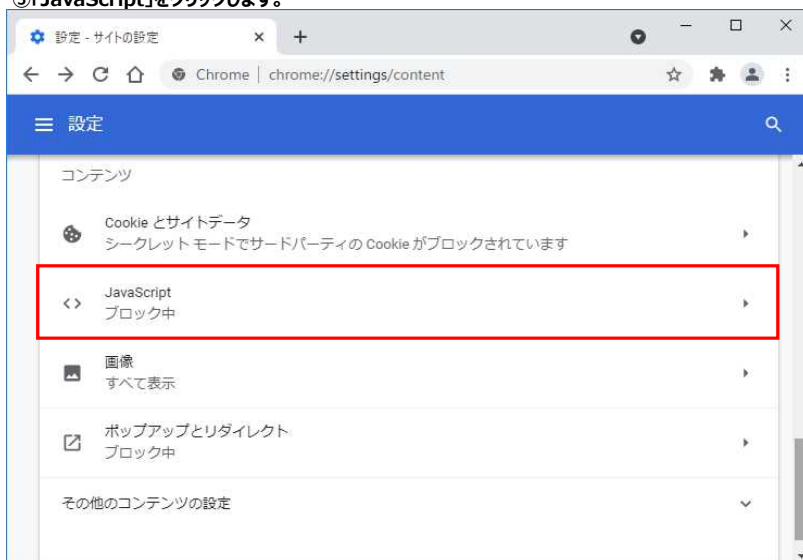 ⑤「JavaScript」をクリックします。
設定 - サイトの設定
Chrome | chrome://settings/content
設定
コンテンツ
Cookie とサイトデータ
シークレット モードでサードパーティの Cookie がブロックされています
JavaScript
ブロック中
画像
すべて表示
ポップアップとリダイレクト
ブロック中
その他のコンテンツの設定